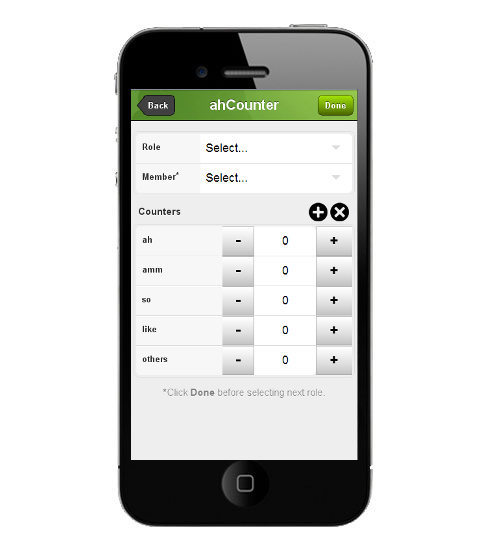 Back ahCounter Done
Role Select...
Member* Select...
Counters
ah - 0 +
amm - 0 +
so - 0 +
like - 0 +
others - 0 +
*Click Done before selecting next role.